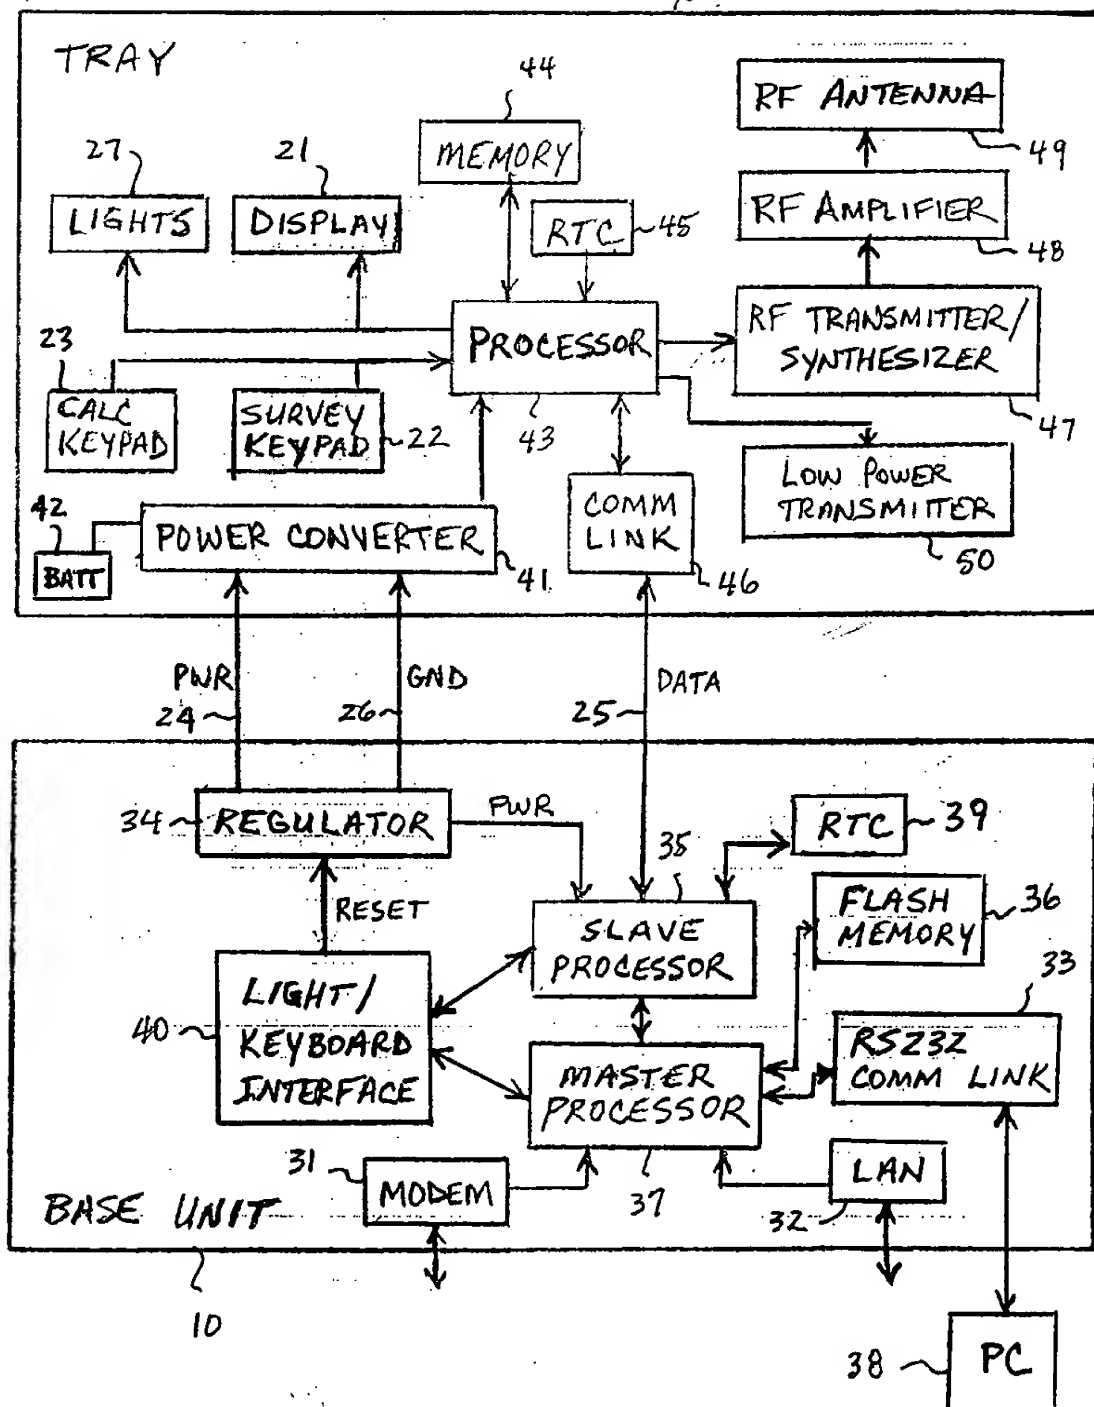 TRAY
44
RF ANTENNA
49
27
21
MEMORY
LIGHTS
DISPLAY
RTC
45
RF AMPLIFIER
48
PROCESSOR
43
RF TRANSMITTER/
SYNTHESIZER
47
23
CALC
KEYPAD
SURVEY
KEYPAD
22
LOW POWER
TRANSMITTER
50
42
BATT
POWER CONVERTER
41
COMM
LINK
46
PWR
24
GND
26
DATA
25
34
REGULATOR
PWR
35
RTC
39
RESET
SLAVE
PROCESSOR
FLASH
MEMORY
36
33
40
LIGHT/
KEYBOARD
INTERFACE
MASTER
PROCESSOR
37
RS232
COMM LINK
31
MODEM
LAN
32
BASE UNIT
10
38
PC